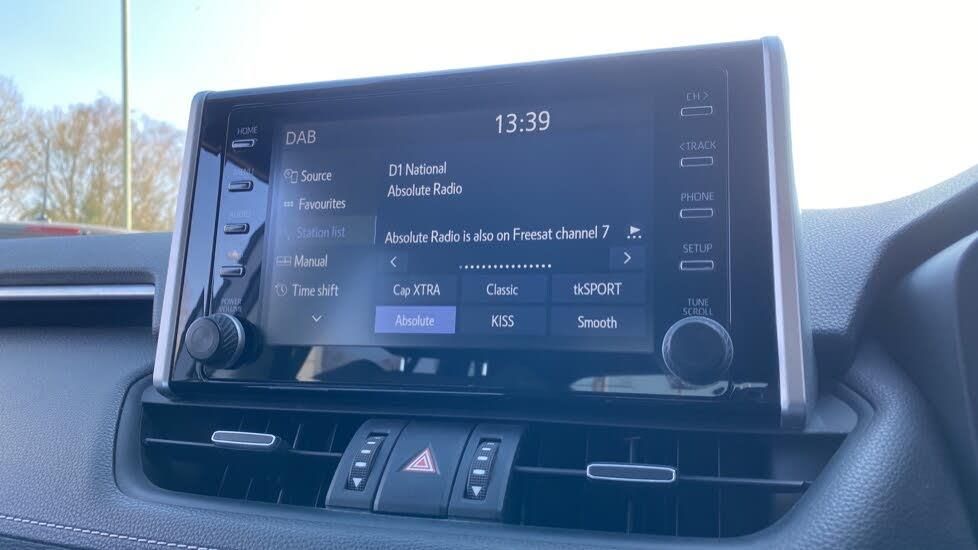 HOME
MENU
AUDIO
POWER
VOLUME
DAB
13:39
Source
Favourites
Station list
Manual
Time shift
D1 National
Absolute Radio
Absolute Radio is also on Freesat channel 7
Cap XTRA
Classic
tkSPORT
Absolute
KISS
Smooth
CH >
< TRACK
PHONE
SETUP
TUNE
SCROLL